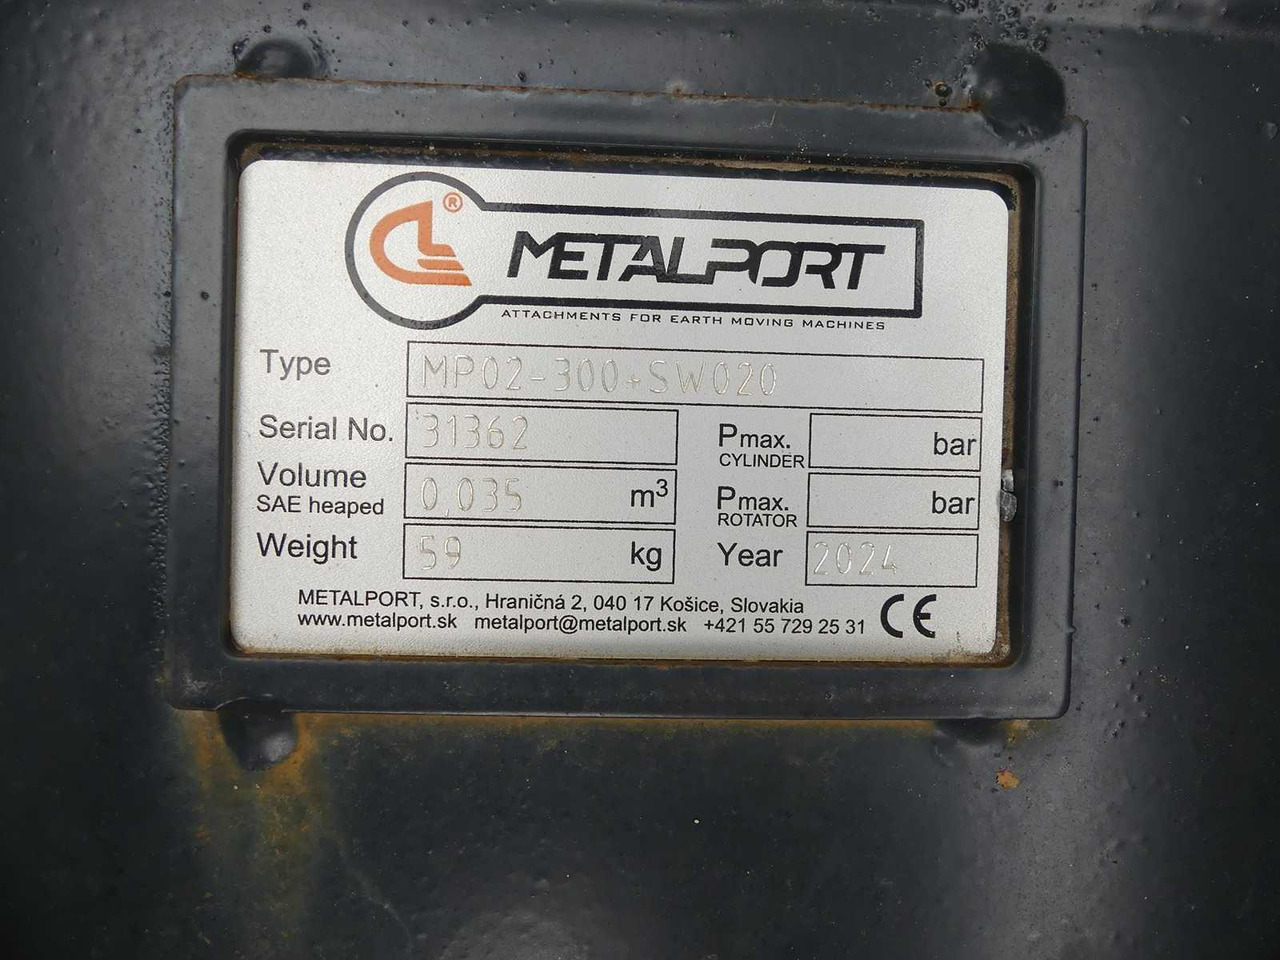 ® METALPORT
ATTACHMENTS FOR EARTH MOVING MACHINES
Type MP02-300+SW020
Serial No. 31362 Pmax. CYLINDER bar
Volume SAE heaped 0,035 m³ Pmax. ROTATOR bar
Weight 59 kg Year 2024
METALPORT, s.r.o., Hraničná 2, 040 17 Košice, Slovakia CE
www.metalport.sk metalport@metalport.sk +421 55 729 25 31